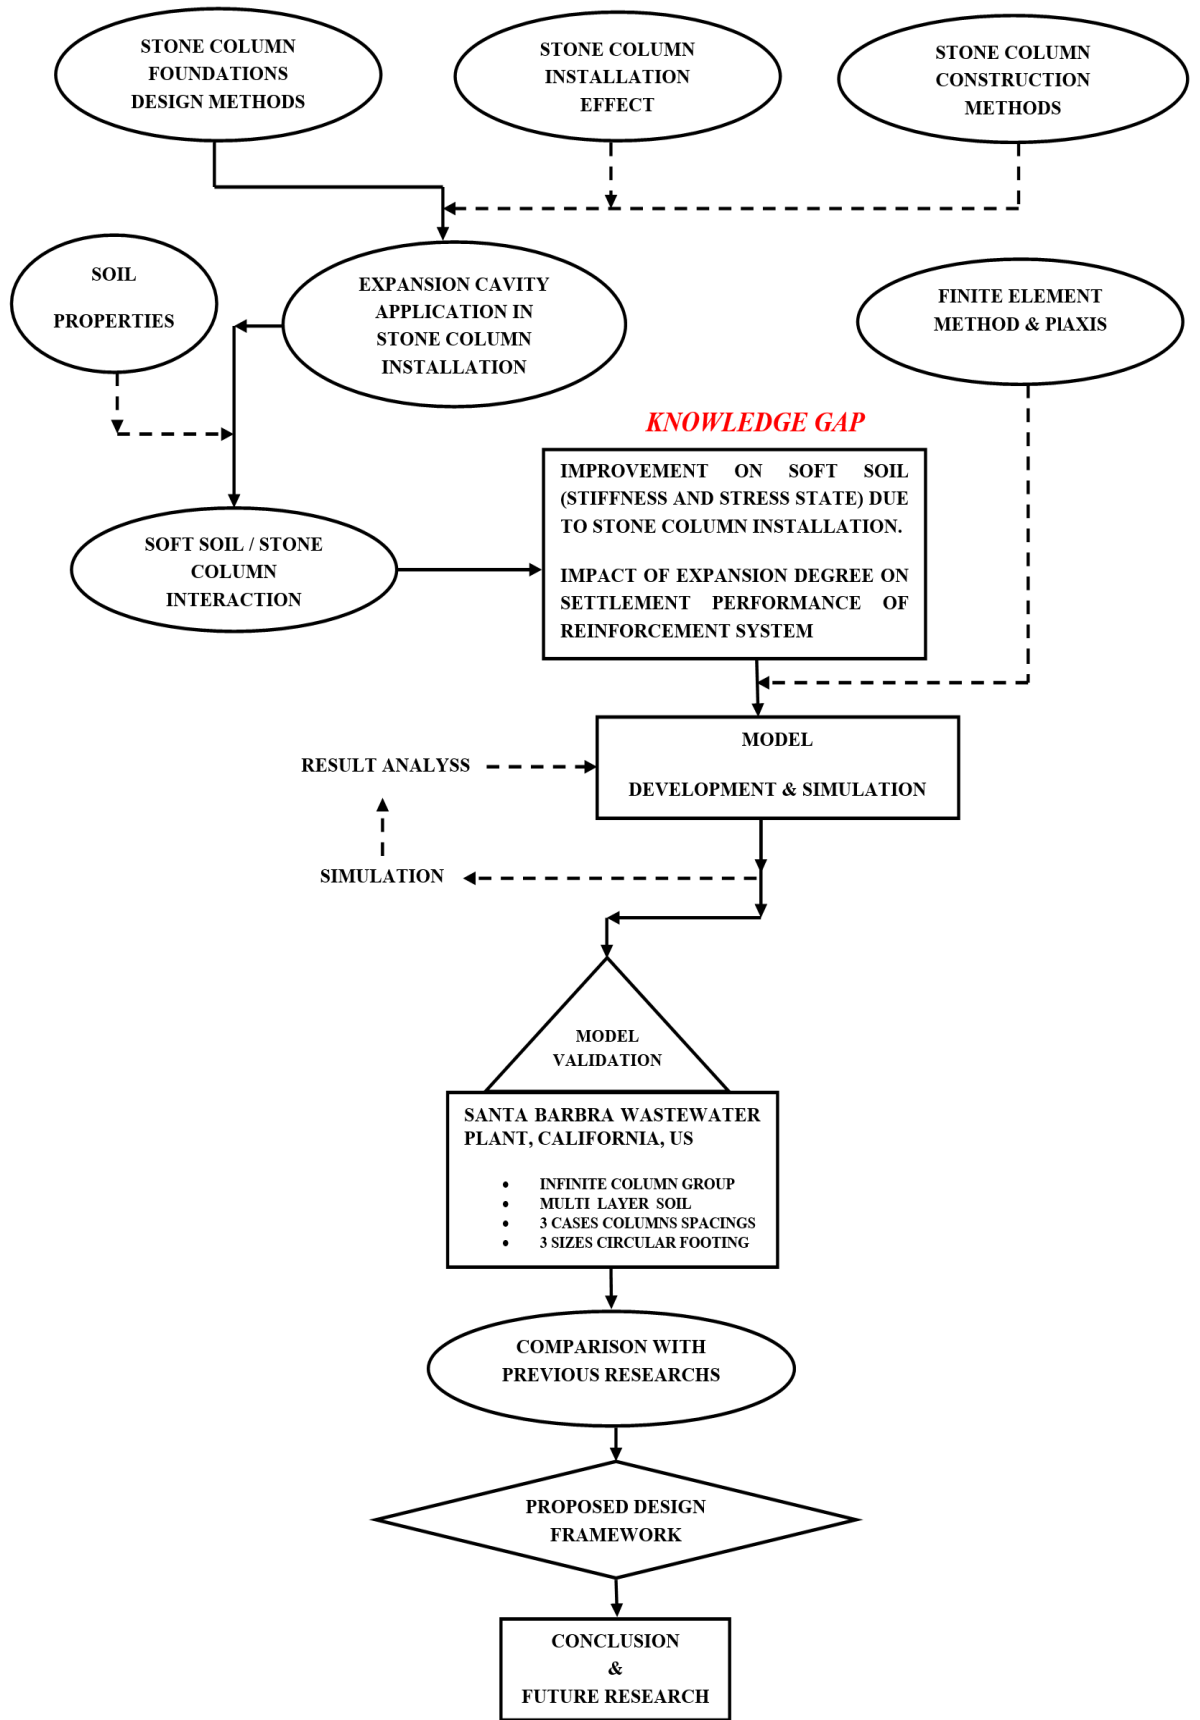 STONE COLUMN
FOUNDATIONS
DESIGN METHODS
STONE COLUMN
INSTALLATION
EFFECT
STONE COLUMN
CONSTRUCTION
METHODS
SOIL
PROPERTIES
EXPANSION CAVITY
APPLICATION IN
STONE COLUMN
INSTALLATION
FINITE ELEMENT
METHOD & PlAXIS
KNOWLEDGE GAP
IMPROVEMENT ON SOFT SOIL
(STIFFNESS AND STRESS STATE) DUE
TO STONE COLUMN INSTALLATION.
IMPACT OF EXPANSION DEGREE ON
SETTLEMENT PERFORMANCE OF
REINFORCEMENT SYSTEM
SOFT SOIL / STONE
COLUMN
INTERACTION
MODEL
DEVELOPMENT & SIMULATION
RESULT ANALYSS
SIMULATION
MODEL
VALIDATION
SANTA BARBRA WASTEWATER
PLANT, CALIFORNIA, US
• INFINITE COLUMN GROUP
• MULTI LAYER SOIL
• 3 CASES COLUMNS SPACINGS
• 3 SIZES CIRCULAR FOOTING
COMPARISON WITH
PREVIOUS RESEARCHS
PROPOSED DESIGN
FRAMEWORK
CONCLUSION
&
FUTURE RESEARCH